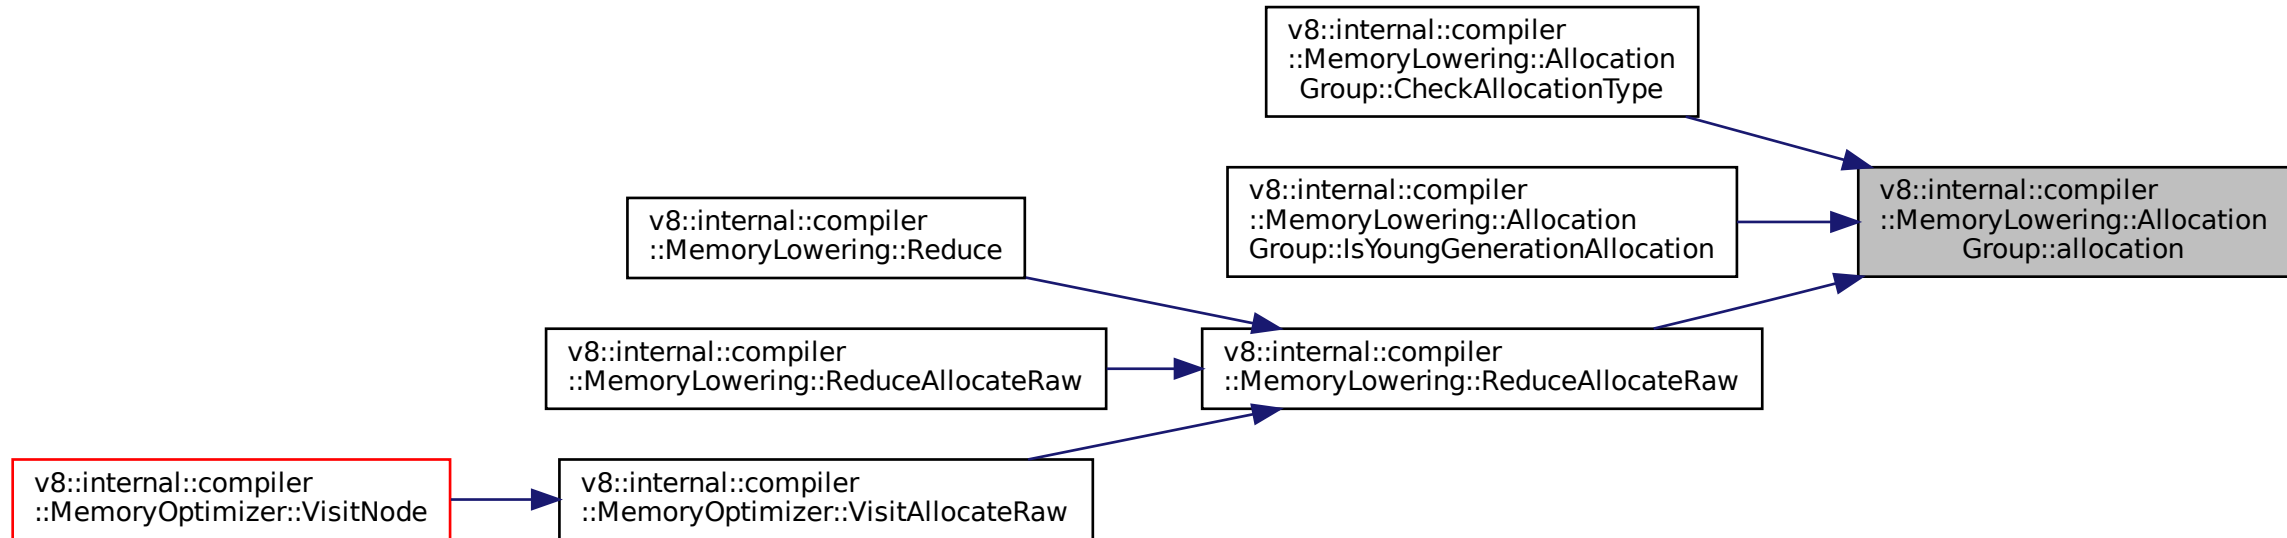 v8::internal::compiler
::MemoryLowering::Allocation
Group::CheckAllocationType
v8::internal::compiler
::MemoryLowering::Allocation
Group::IsYoungGenerationAllocation
v8::internal::compiler
::MemoryLowering::Allocation
Group::allocation
v8::internal::compiler
::MemoryLowering::Reduce
v8::internal::compiler
::MemoryLowering::ReduceAllocateRaw
v8::internal::compiler
::MemoryLowering::ReduceAllocateRaw
v8::internal::compiler
::MemoryOptimizer::VisitNode
v8::internal::compiler
::MemoryOptimizer::VisitAllocateRaw